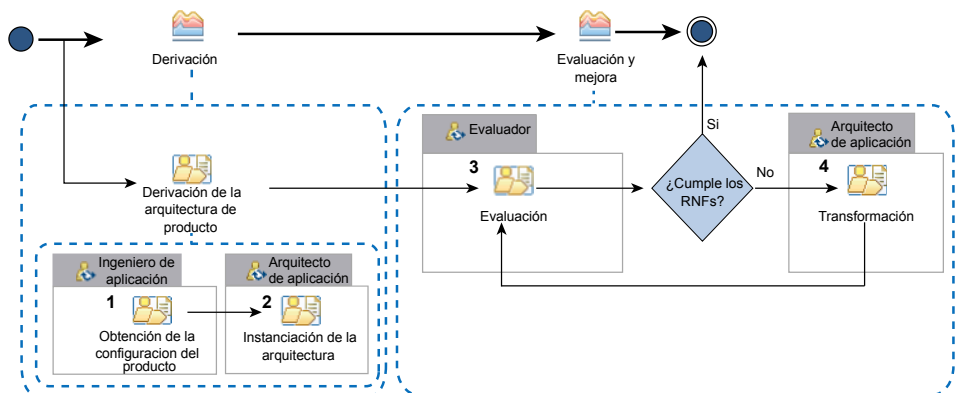 Derivación
Evaluación y
mejora
Derivación de la
arquitectura de
producto
Ingeniero de
aplicación
1
Obtención de la
configuracion del
producto
Arquitecto
de aplicación
2
Instanciación de la
arquitectura
Evaluador
3
Evaluación
¿Cumple los
RNFs?
Si
No
Arquitecto
de aplicación
4
Transformación